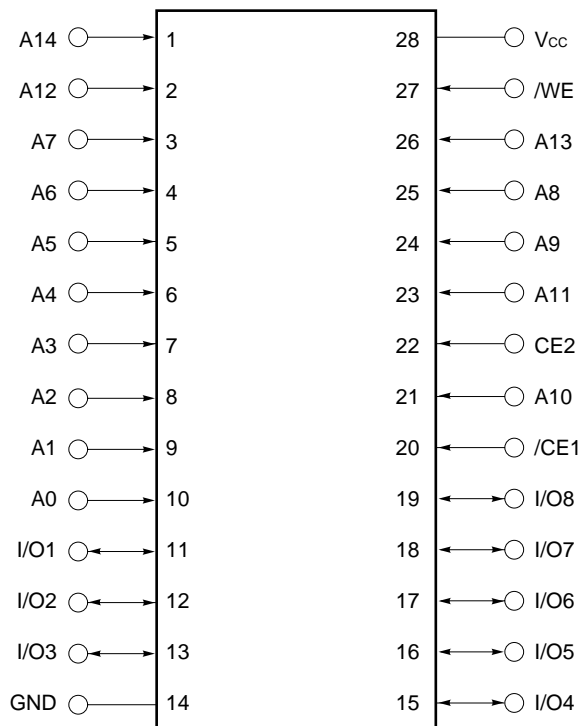 A14 1 28 Vcc
A12 2 27 /WE
A7 3 26 A13
A6 4 25 A8
A5 5 24 A9
A4 6 23 A11
A3 7 22 CE2
A2 8 21 A10
A1 9 20 /CE1
A0 10 19 I/O8
I/O1 11 18 I/O7
I/O2 12 17 I/O6
I/O3 13 16 I/O5
GND 14 15 I/O4